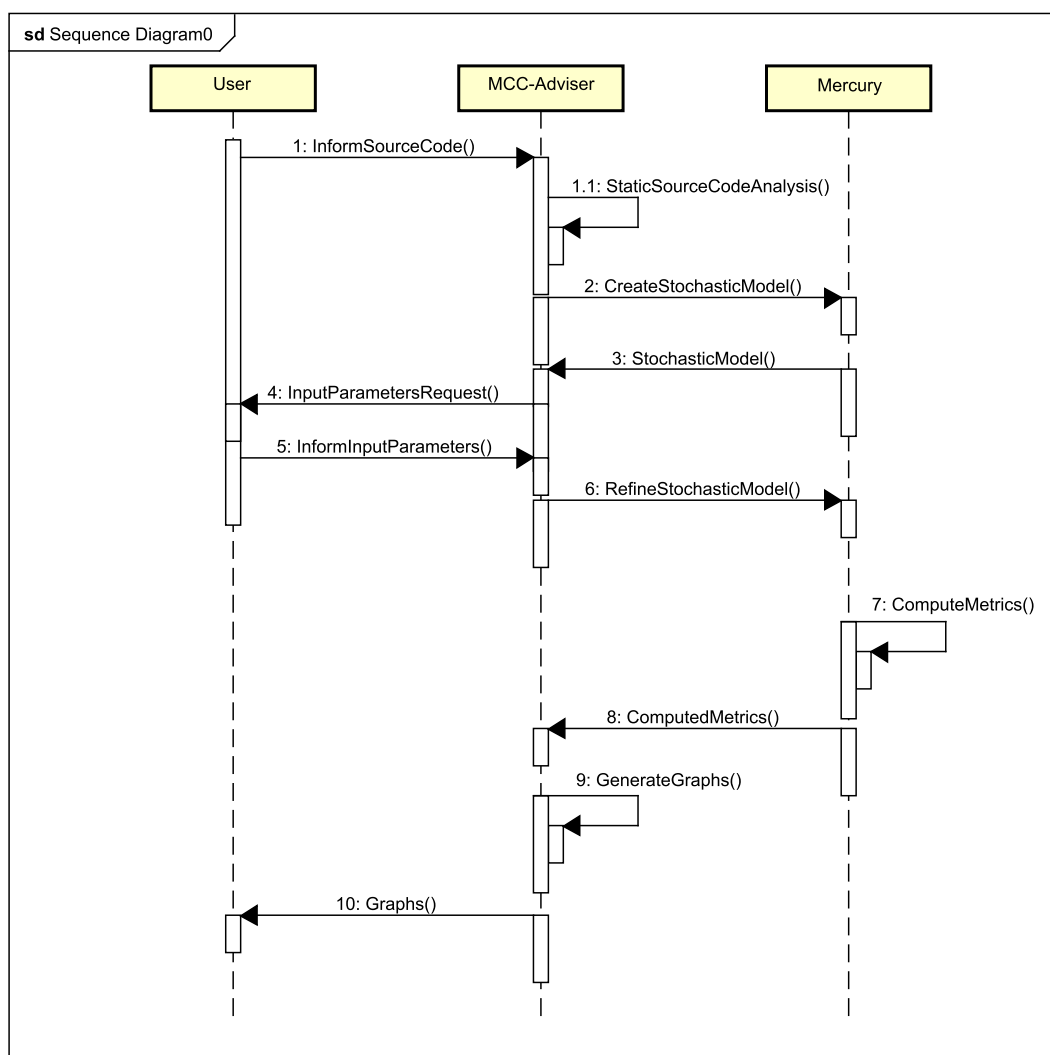 sd Sequence Diagram0
User
MCC-Adviser
Mercury
1: InformSourceCode()
1.1: StaticSourceCodeAnalysis()
2: CreateStochasticModel()
3: StochasticModel()
4: InputParametersRequest()
5: InformInputParameters()
6: RefineStochasticModel()
7: ComputeMetrics()
8: ComputedMetrics()
9: GenerateGraphs()
10: Graphs()